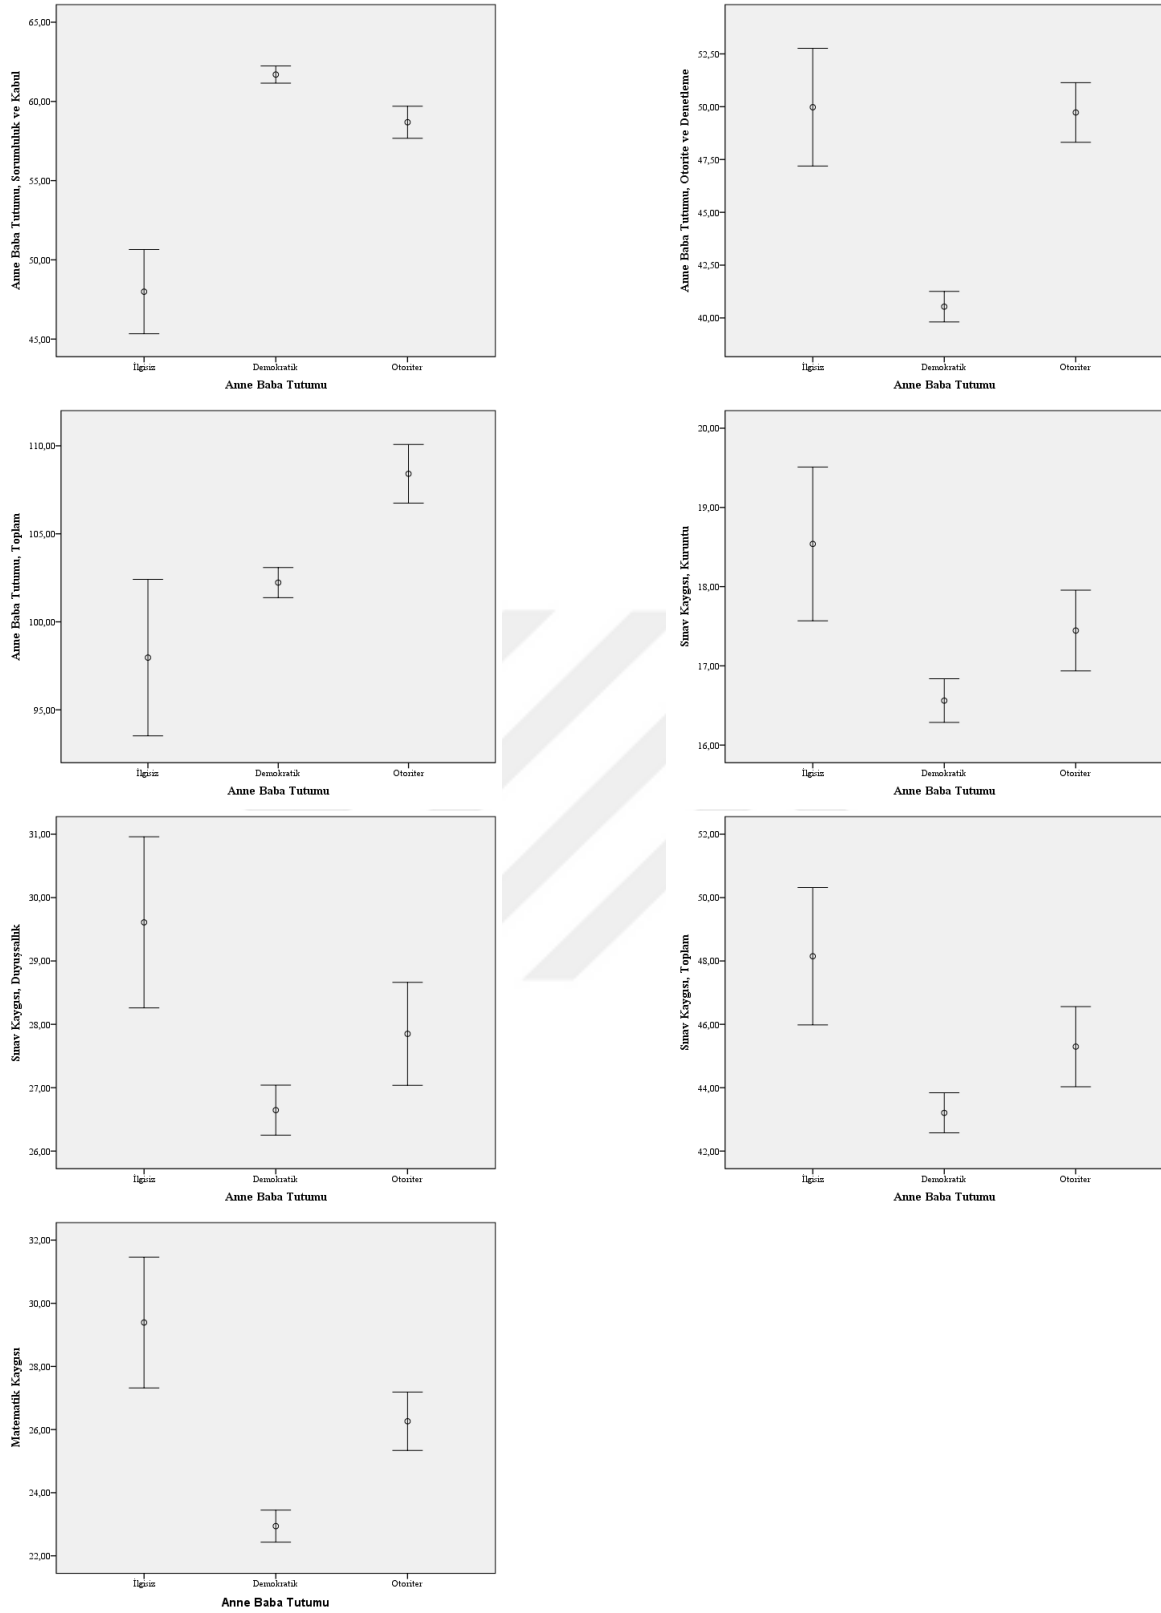 Anne Baba Tutumu, Sorumluluk ve Kabul
65,00
60,00
55,00
50,00
45,00
İlgisiz Demokratik Otoriter
Anne Baba Tutumu
Anne Baba Tutumu, Otorite ve Denetleme
52,50
50,00
47,50
45,00
42,50
40,00
İlgisiz Demokratik Otoriter
Anne Baba Tutumu
Anne Baba Tutumu, Toplam
110,00
105,00
100,00
95,00
İlgisiz Demokratik Otoriter
Anne Baba Tutumu
Sınav Kaygısı, Kuruntu
20,00
19,00
18,00
17,00
16,00
İlgisiz Demokratik Otoriter
Anne Baba Tutumu
Sınav Kaygısı, Duyuşsallık
31,00
30,00
29,00
28,00
27,00
26,00
İlgisiz Demokratik Otoriter
Anne Baba Tutumu
Sınav Kaygısı, Toplam
52,00
50,00
48,00
46,00
44,00
42,00
İlgisiz Demokratik Otoriter
Anne Baba Tutumu
Matematik Kaygısı
32,00
30,00
28,00
26,00
24,00
22,00
İlgisiz Demokratik Otoriter
Anne Baba Tutumu